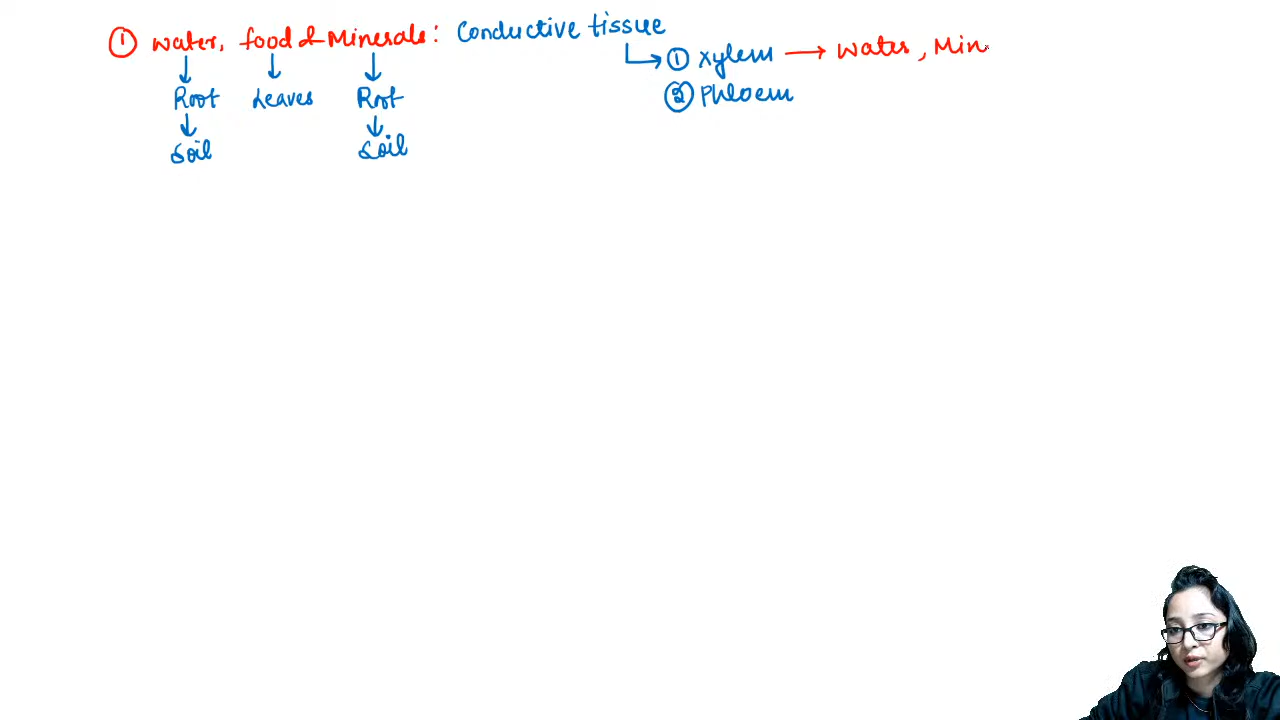 ① Water, food & Minerals: Conductive tissue
↓ ↓ ↓ ↳ ① Xylem → Water, Min
Root Leaves Root ② Phloem
↓ ↓
Soil Soil